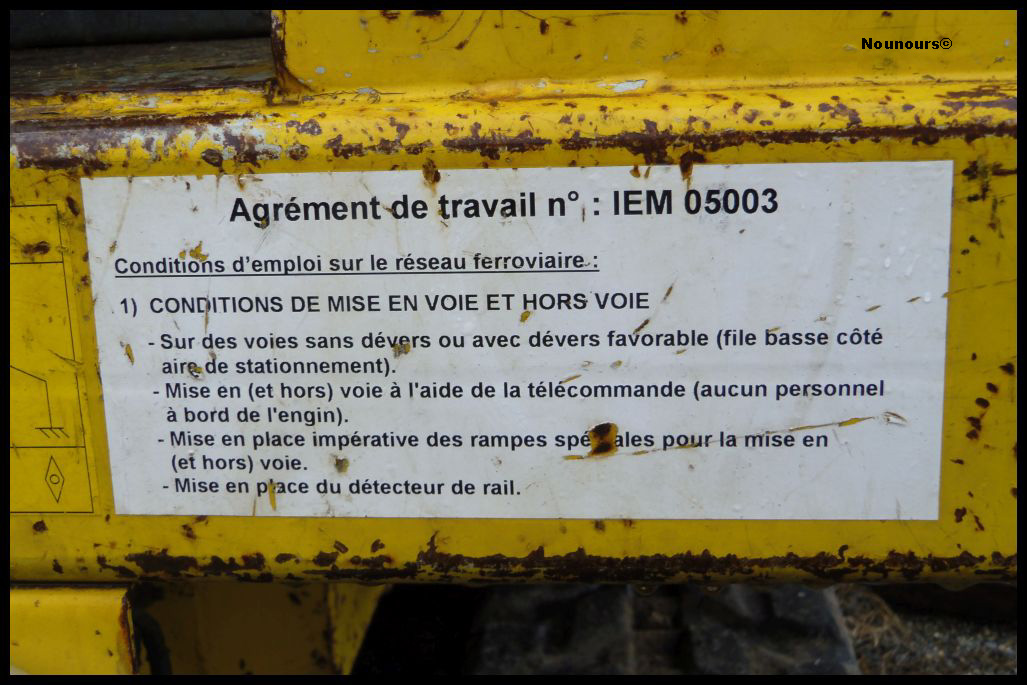 Nounours©
Agrément de travail n° : IEM 05003
Conditions d'emploi sur le réseau ferroviaire :
1) CONDITIONS DE MISE EN VOIE ET HORS VOIE
- Sur des voies sans dévers ou avec dévers favorable (file basse côté
aire de stationnement).
- Mise en (et hors) voie à l'aide de la télécommande (aucun personnel
à bord de l'engin).
- Mise en place impérative des rampes spéciales pour la mise en
(et hors) voie.
- Mise en place du détecteur de rail.